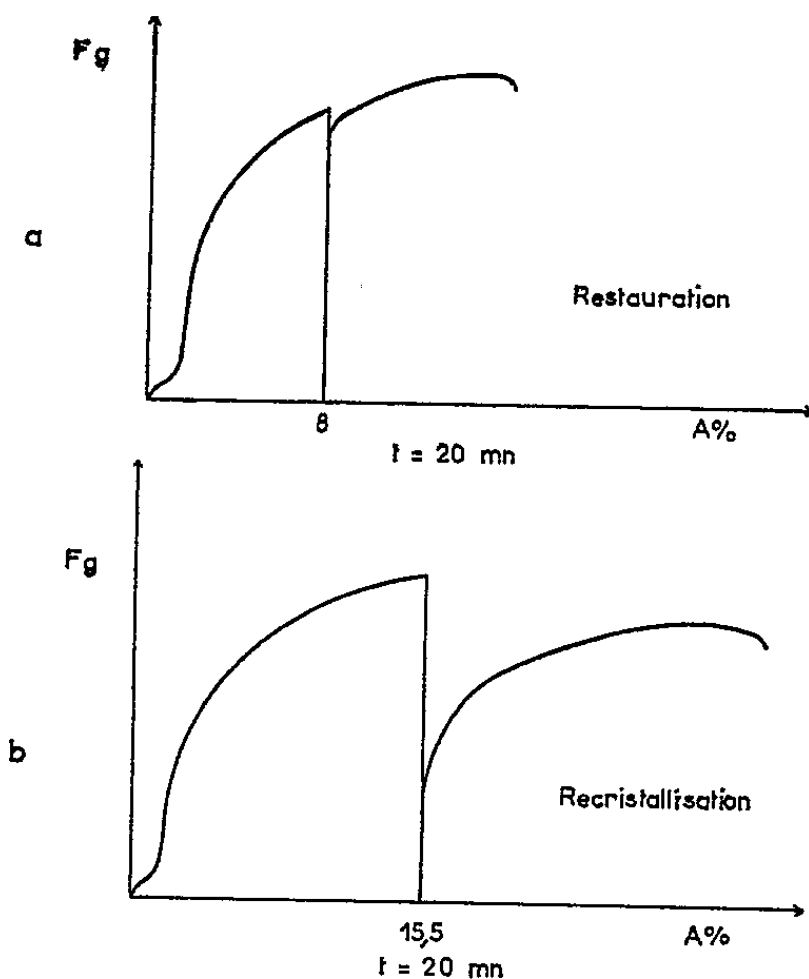 Fg
a
Restauration
8
A%
t = 20 mn
Fg
b
Recristallisation
15,5
A%
t = 20 mn